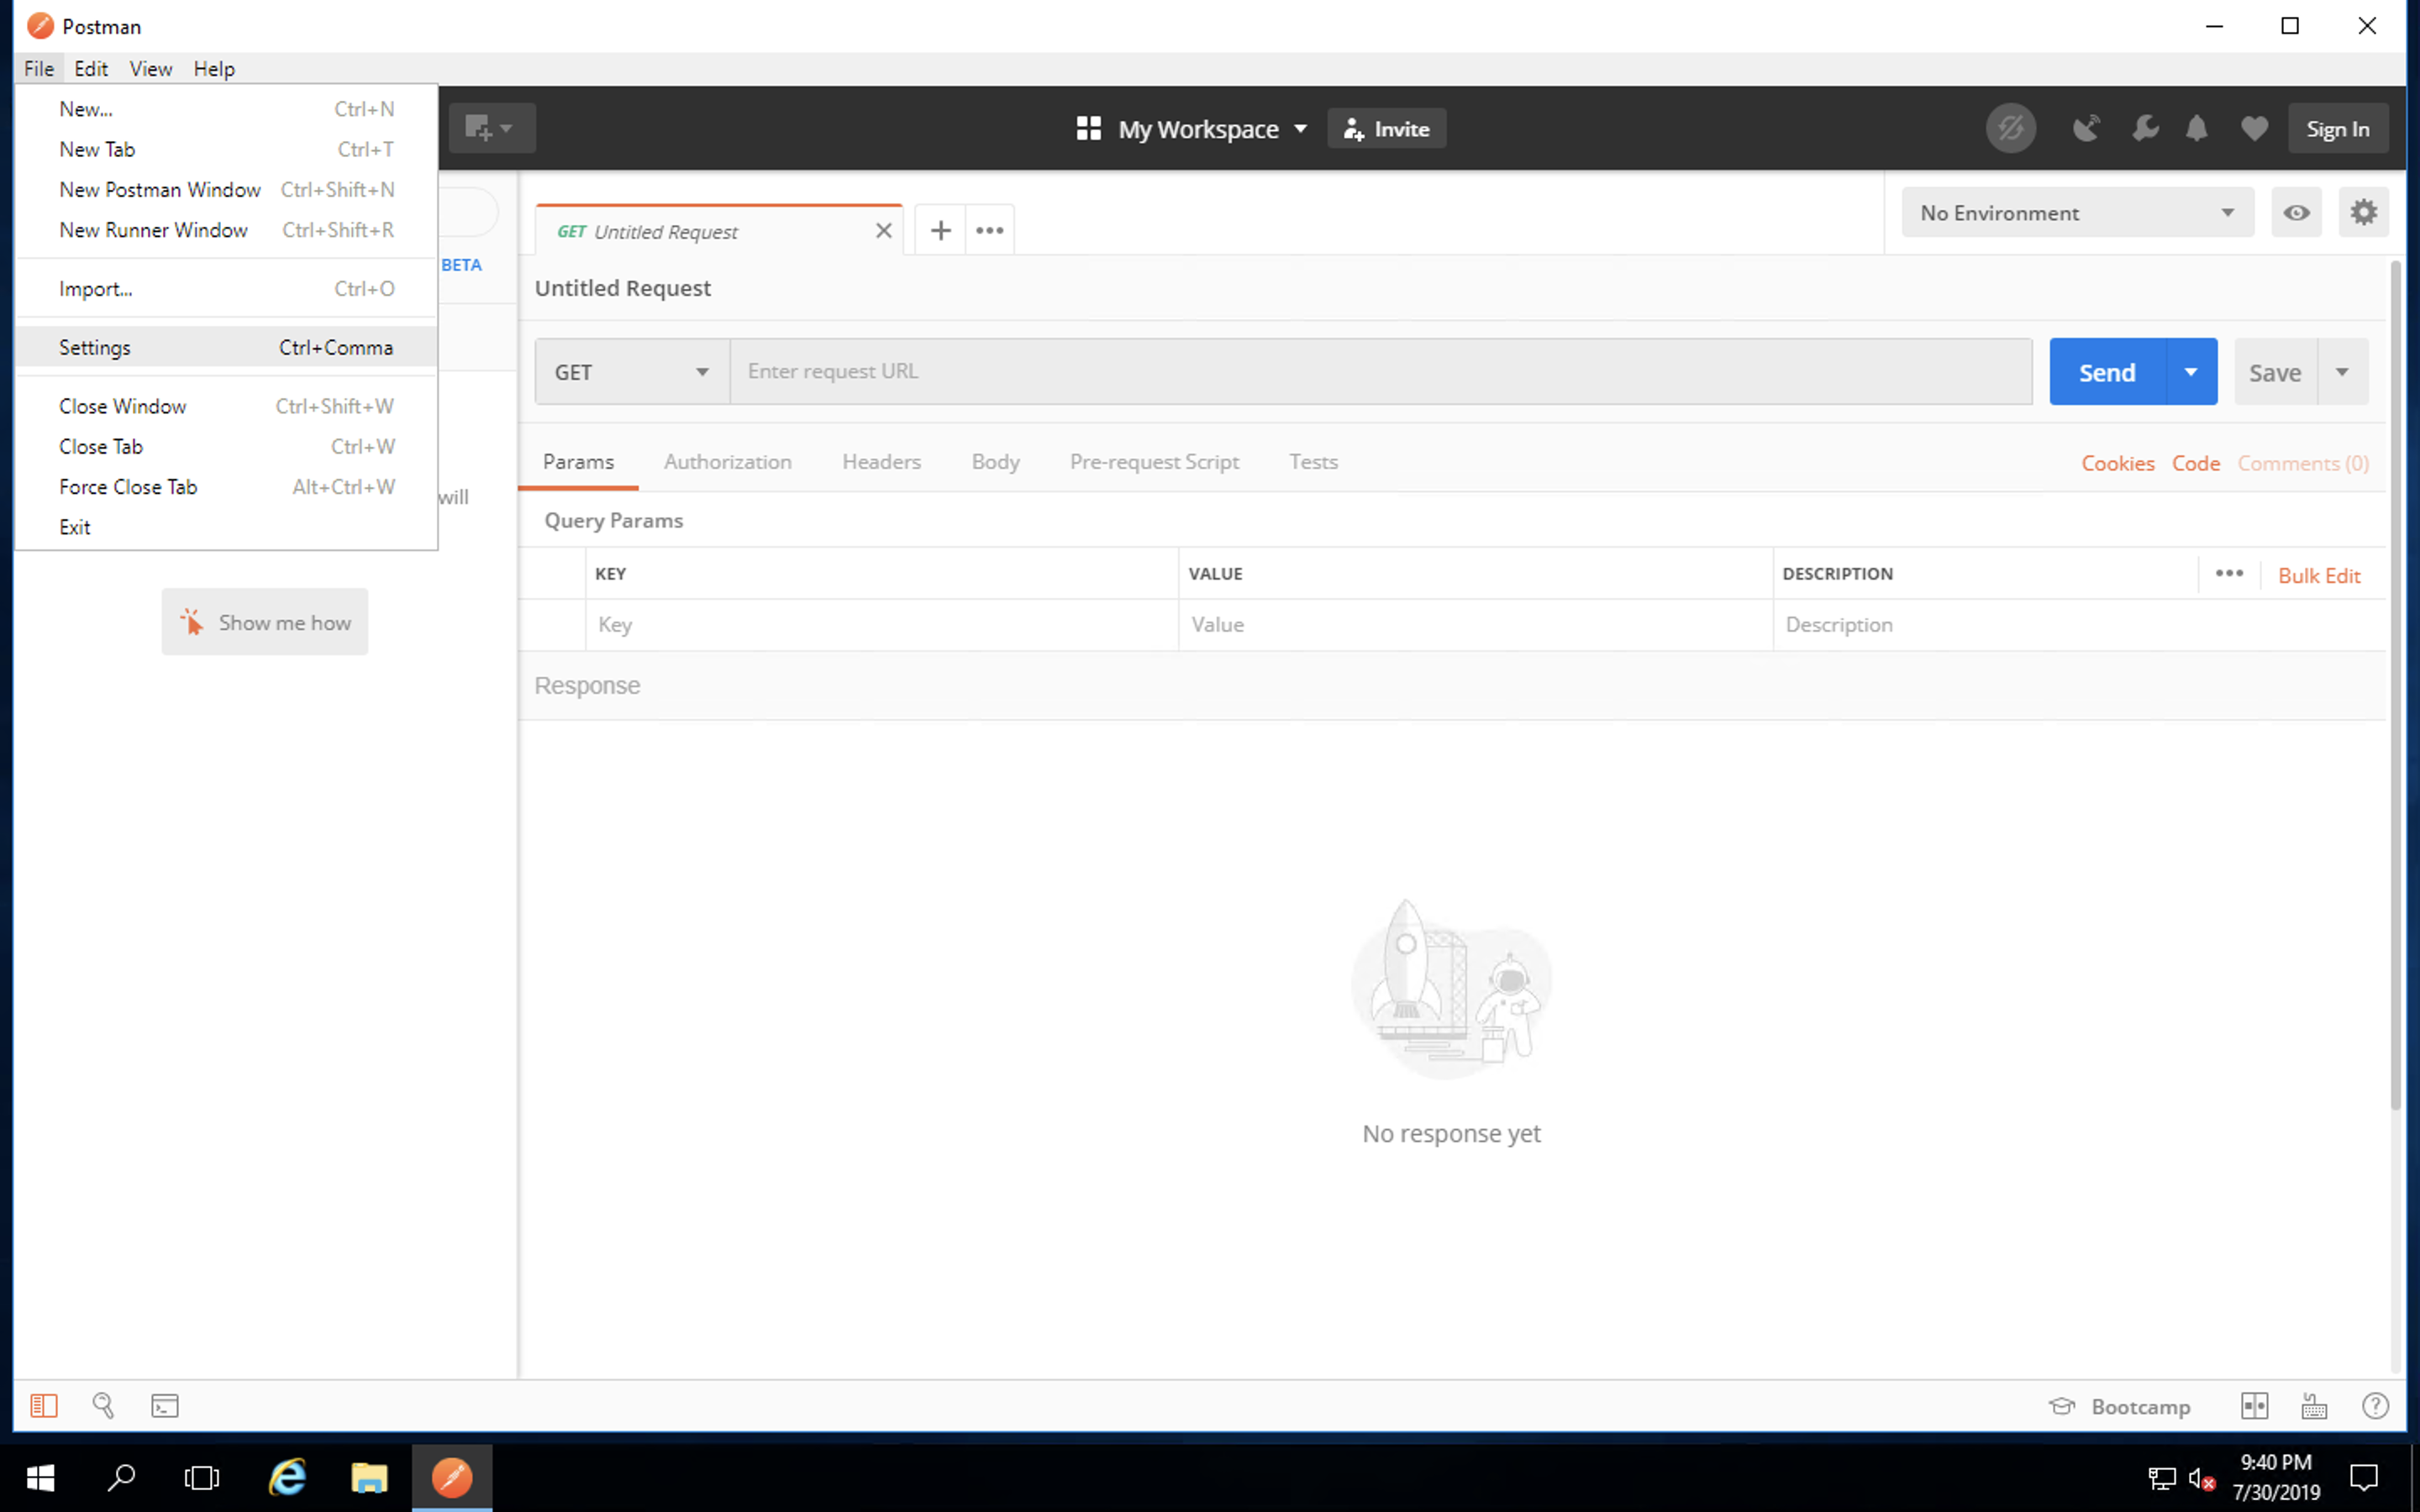 Postman
File Edit View Help
New... Ctrl+N
New Tab Ctrl+T
New Postman Window Ctrl+Shift+N
New Runner Window Ctrl+Shift+R
Import... Ctrl+O
Settings Ctrl+Comma
Close Window Ctrl+Shift+W
Close Tab Ctrl+W
Force Close Tab Alt+Ctrl+W
Exit
My Workspace Invite Sign In
BETA
will
Show me how
GET Untitled Request
No Environment
Untitled Request
GET Enter request URL Send Save
Params Authorization Headers Body Pre-request Script Tests Cookies Code Comments (0)
Query Params
KEY VALUE DESCRIPTION Bulk Edit
Key Value Description
Response
No response yet
Bootcamp
9:40 PM
7/30/2019